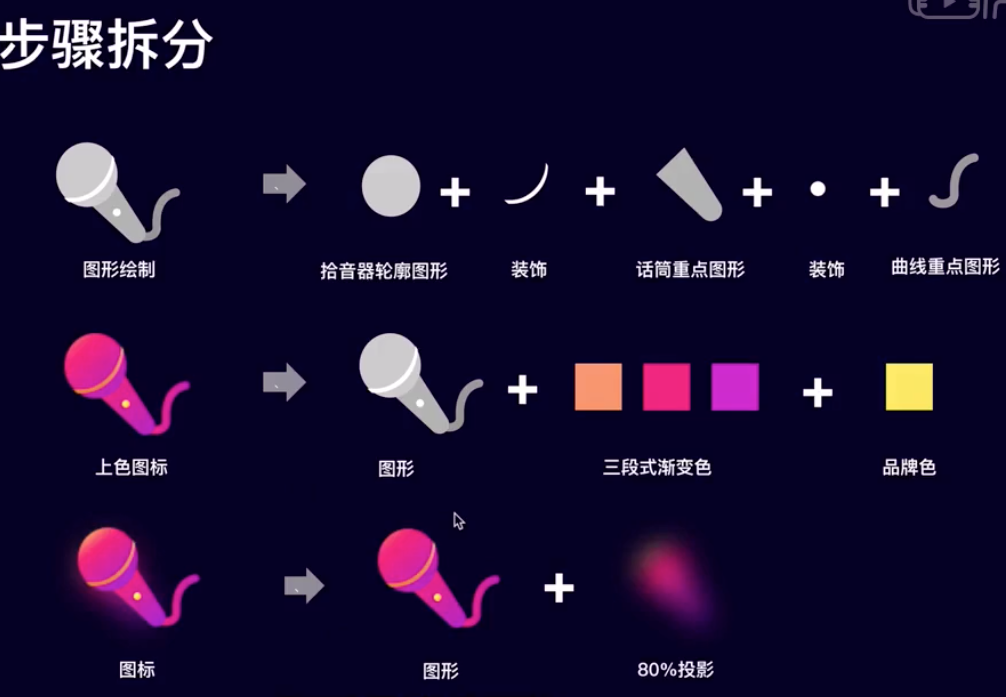 步骤拆分
图形绘制
拾音器轮廓图形
装饰
话筒重点图形
装饰
曲线重点图形
上色图标
图形
三段式渐变色
品牌色
图标
图形
80%投影